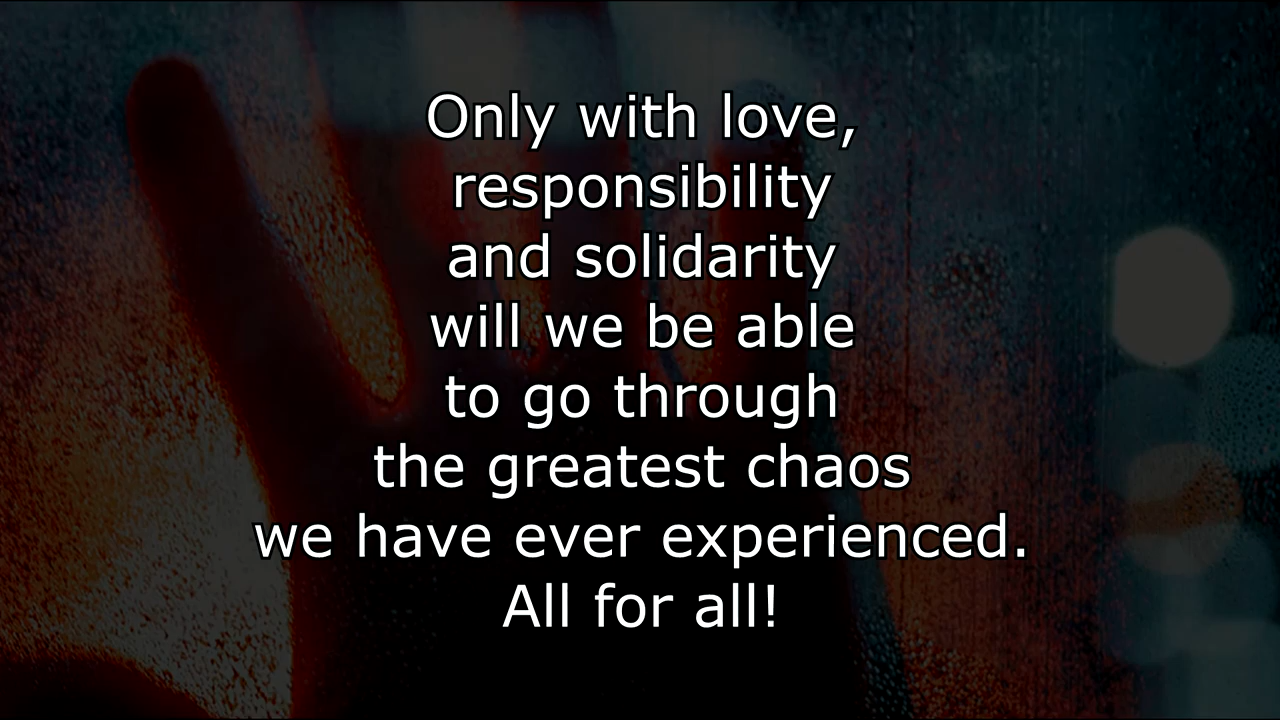 Only with love,
responsibility
and solidarity
will we be able
to go through
the greatest chaos
we have ever experienced.
All for all!